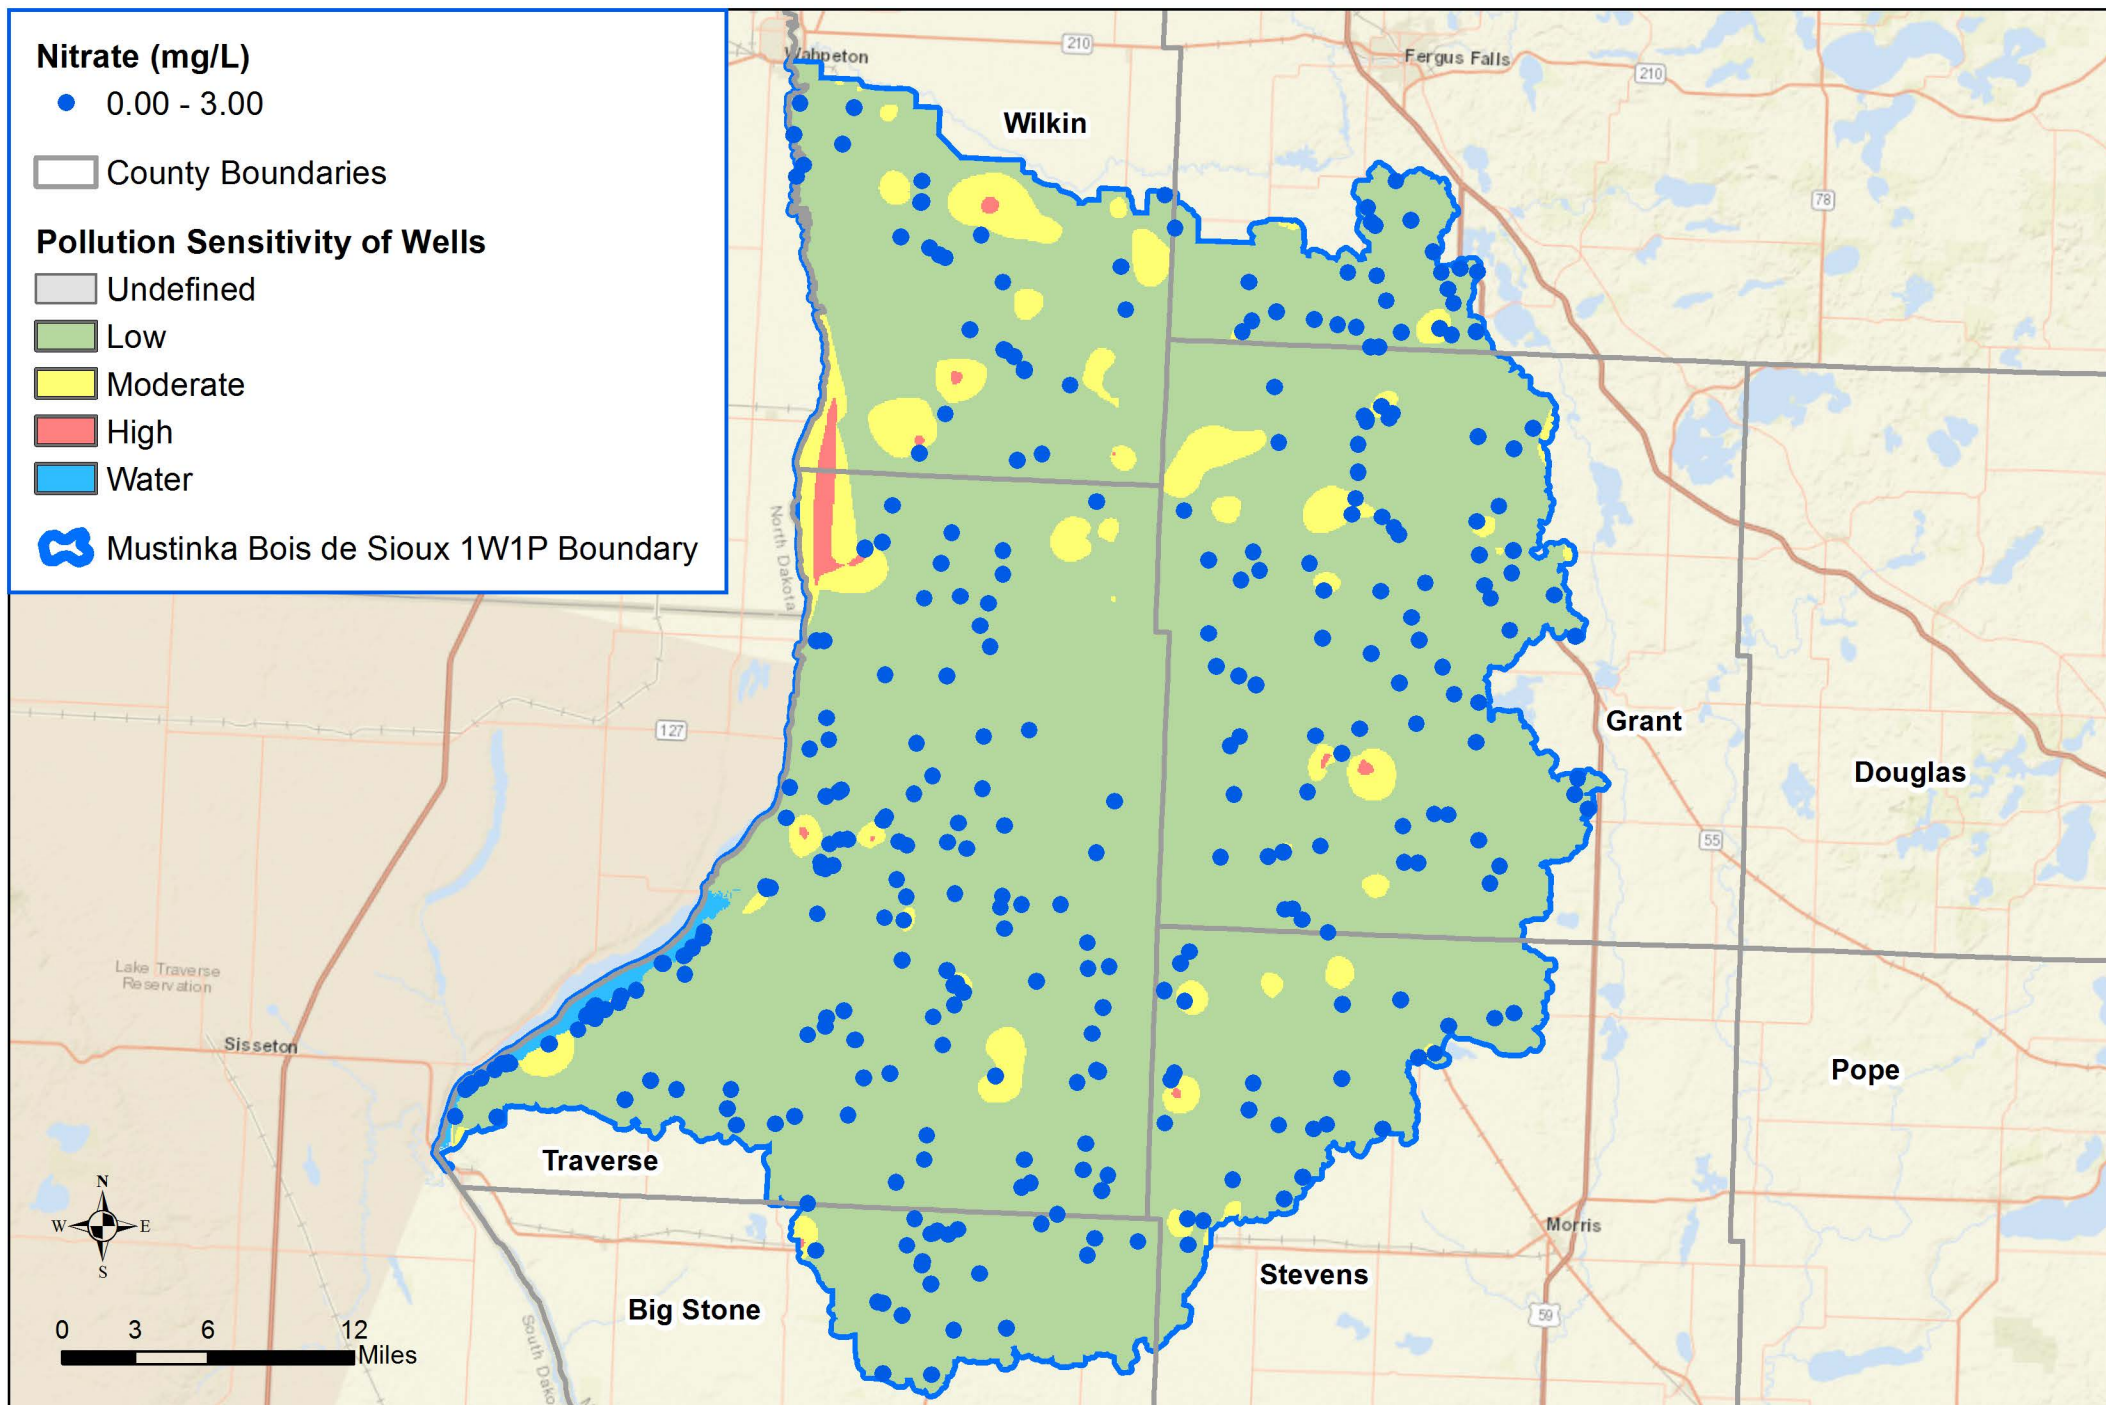 Nitrate (mg/L)
0.00 - 3.00
County Boundaries
Pollution Sensitivity of Wells
Undefined
Low
Moderate
High
Water
Mustinka Bois de Sioux 1W1P Boundary
Wahpeton
210
Fergus Falls
210
Wilkin
78
North Dakota
127
Grant
Douglas
55
Lake Traverse
Reservation
Sisseton
Pope
Traverse
N
W
E
S
Morris
Stevens
Big Stone
59
South Dako
0
3
6
12
Miles